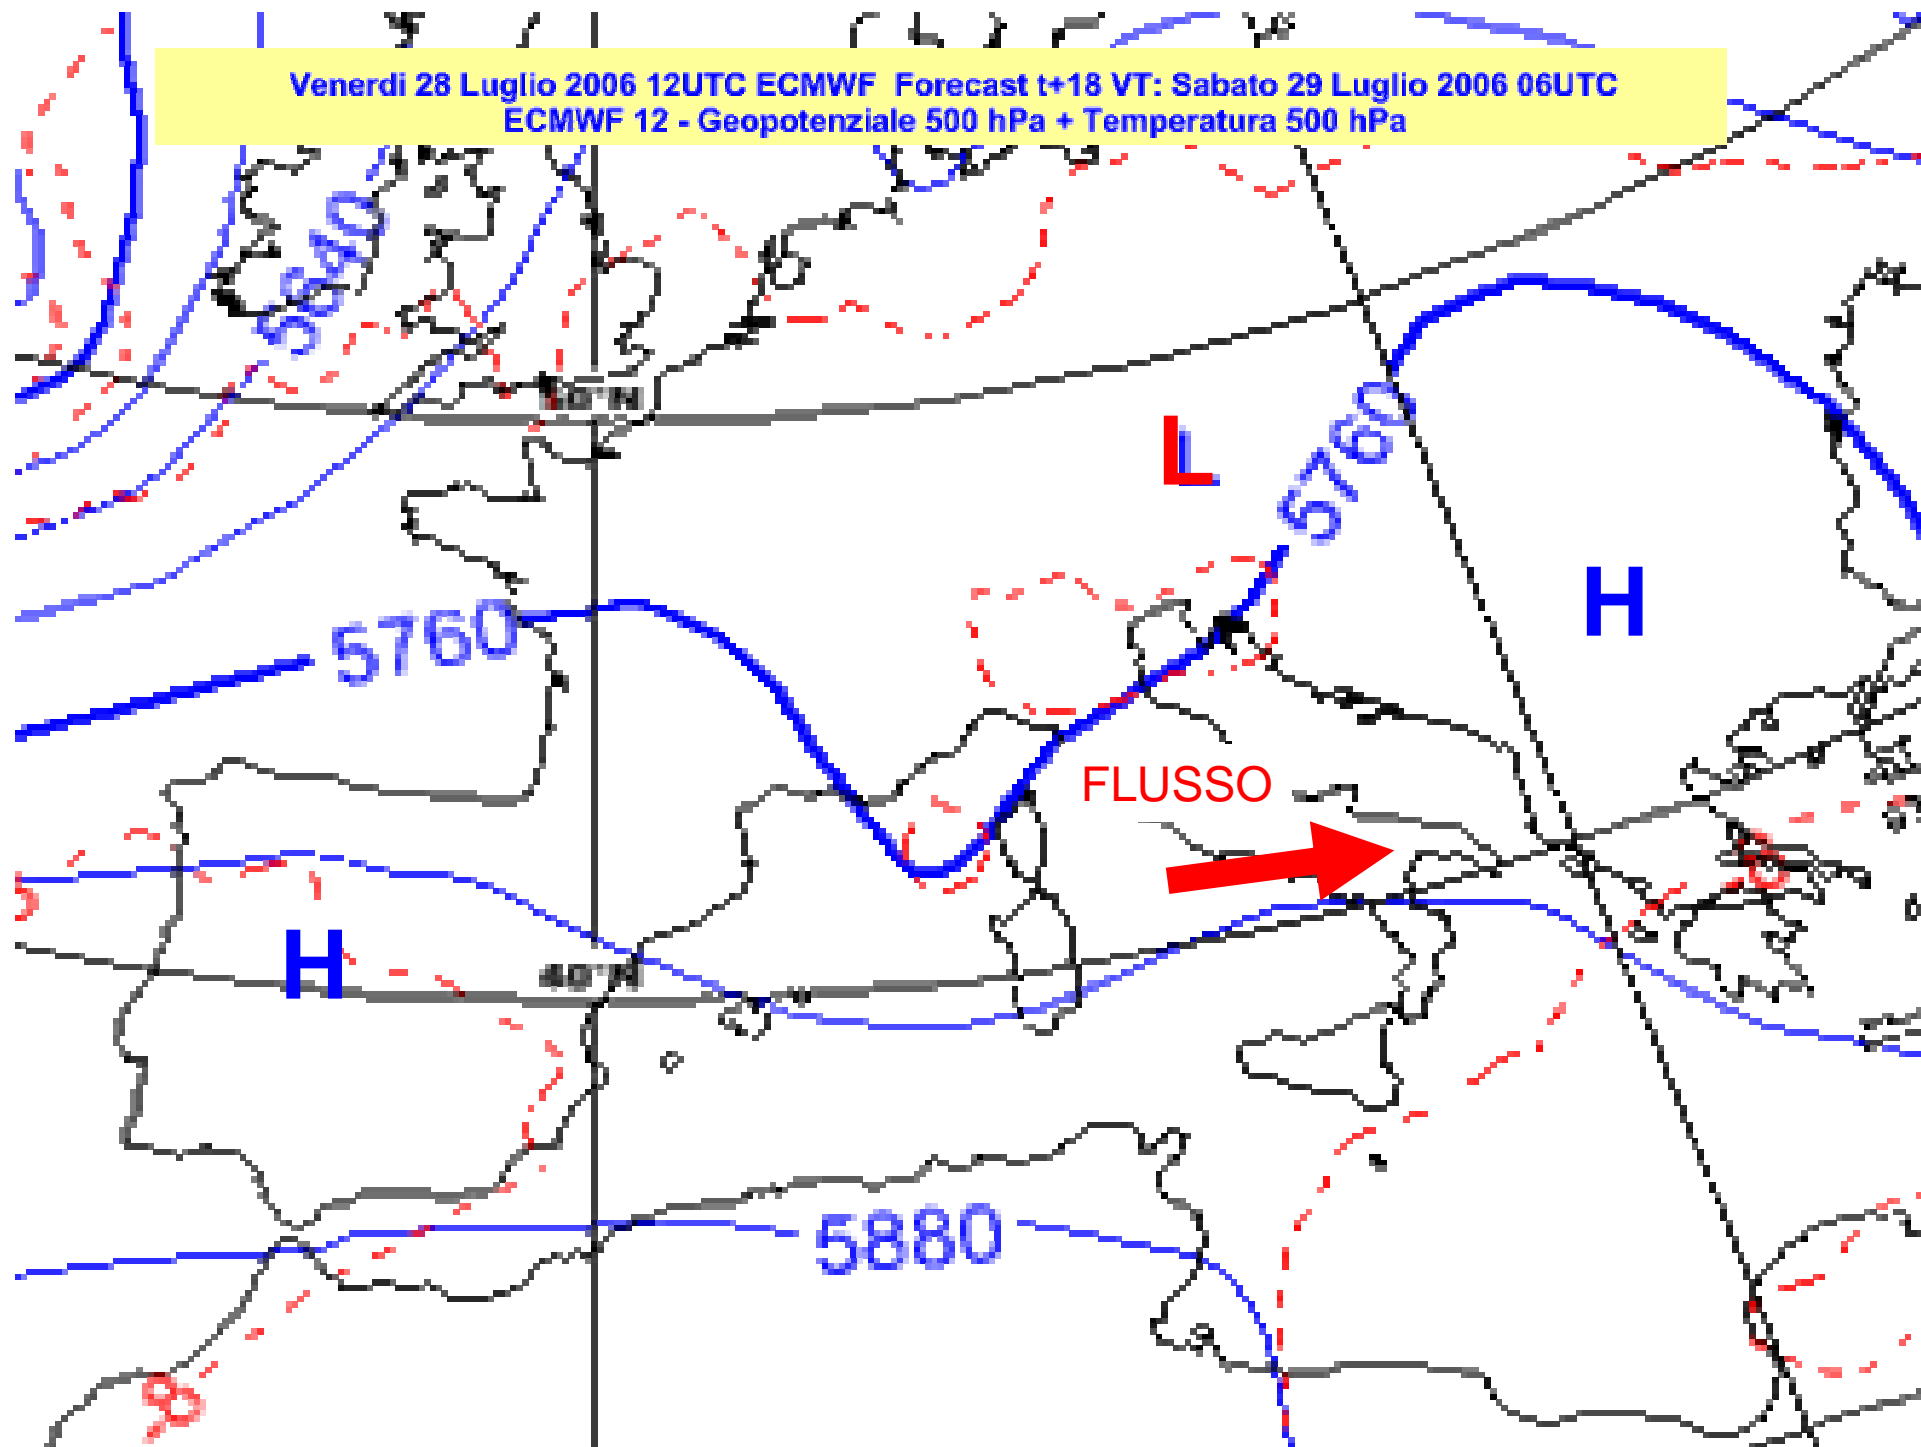 Venerdi 28 Luglio 2006 12UTC ECMWF Forecast t+18 VT: Sabato 29 Luglio 2006 06UTC
ECMWF 12 - Geopotenziale 500 hPa + Temperatura 500 hPa
5640
50°N
L
5760
H
5760
FLUSSO
H
40°N
5880